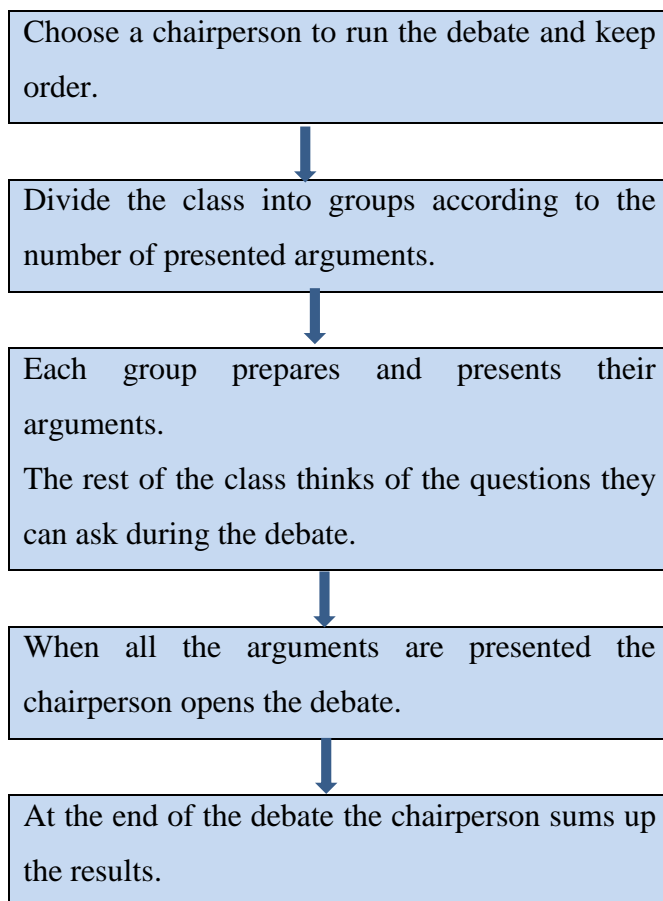 Choose a chairperson to run the debate and keep
order.
Divide the class into groups according to the
number of presented arguments.
Each group prepares and presents their
arguments.
The rest of the class thinks of the questions they
can ask during the debate.
When all the arguments are presented the
chairperson opens the debate.
At the end of the debate the chairperson sums up
the results.